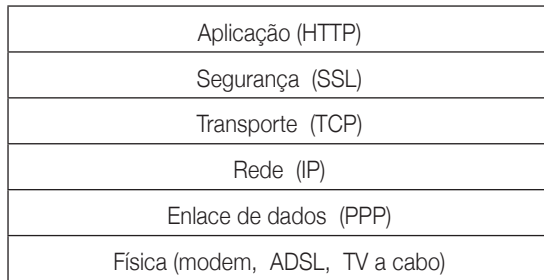 Aplicação (HTTP)
Segurança (SSL)
Transporte (TCP)
Rede (IP)
Enlace de dados (PPP)
Física (modem, ADSL, TV a cabo)